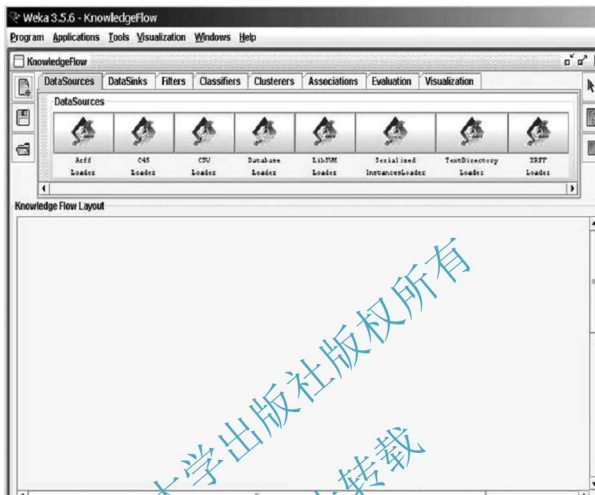 Weka 3.5.6 - KnowledgeFlow
Program Applications Tools Visualization Windows Help
KnowledgeFlow
DataSources DataSinks Filters Classifiers Clusterers Associations Evaluation Visualization
DataSources
Arff C45 CSV Database LibSVM Serialized TextDirectory XRFF
Loader Loader Loader Loader Loader InstancesLoader Loader Loader
Knowledge Flow Layout
大学出版社版权所有
转载